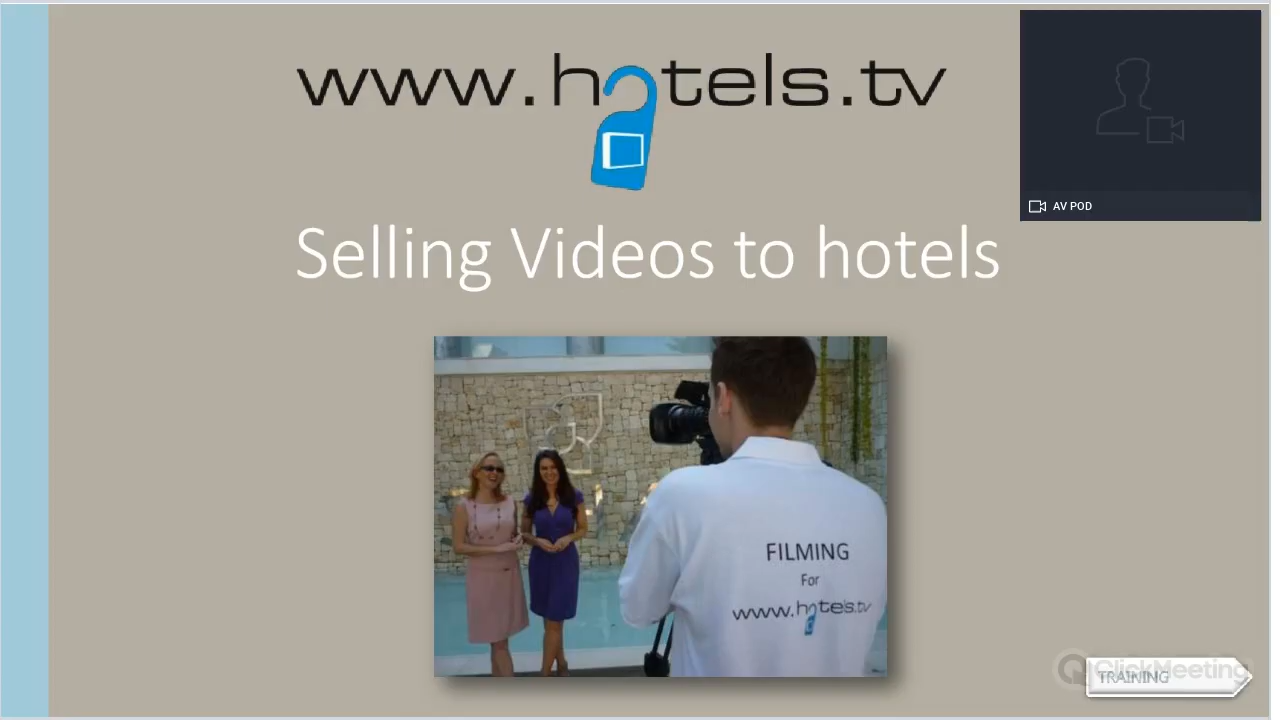 www.hotels.tv
AV POD
Selling Videos to hotels
FILMING
For
www.hotels.tv
ClickMeeting
TRAINING